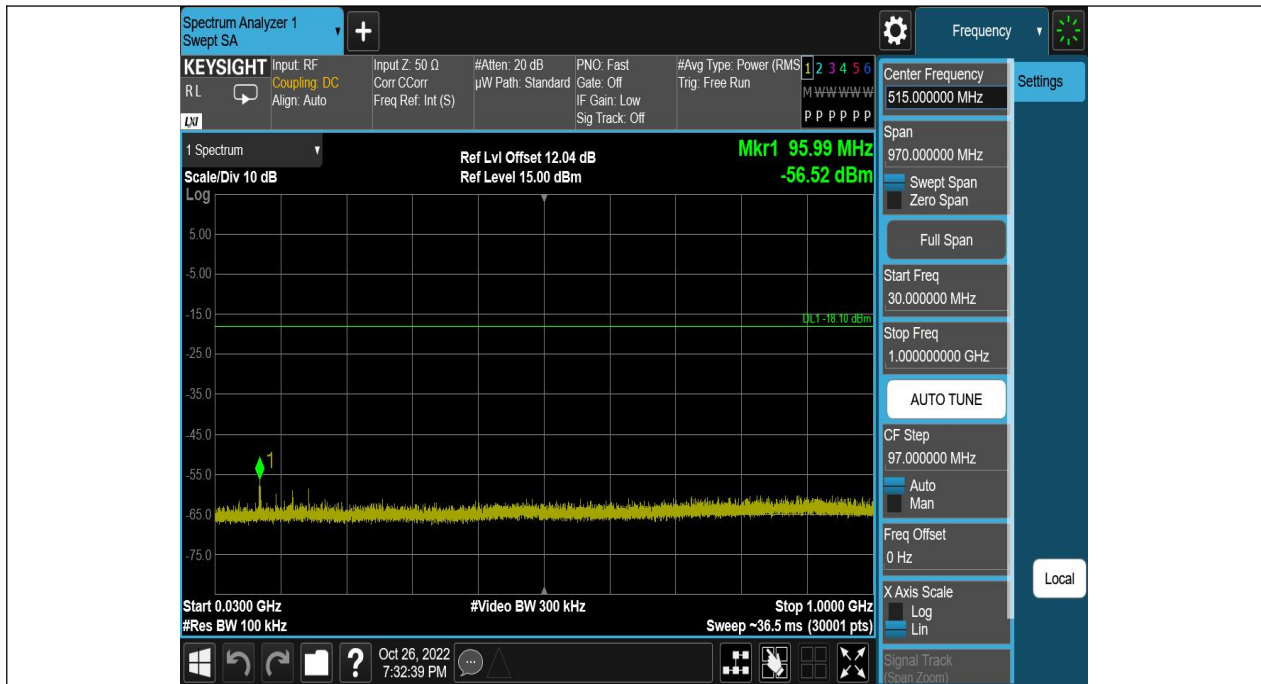 Spectrum Analyzer 1
Swept SA
+
Frequency
KEYSIGHT
R L
LXI
Input: RF
Coupling: DC
Align: Auto
Input Z: 50 Ω
Corr CCorr
Freq Ref: Int (S)
#Atten: 20 dB
µW Path: Standard
PNO: Fast
Gate: Off
IF Gain: Low
Sig Track: Off
#Avg Type: Power (RMS
Trig: Free Run
1 2 3 4 5 6
M W W W W W
P P P P P P
1 Spectrum
Scale/Div 10 dB
Log
Ref Lvl Offset 12.04 dB
Ref Level 15.00 dBm
Mkr1 95.99 MHz
-56.52 dBm
5.00
-5.00
-15.0
DL1 -18.10 dBm
-25.0
-35.0
-45.0
1
-55.0
-65.0
-75.0
Start 0.0300 GHz
#Video BW 300 kHz
Stop 1.0000 GHz
#Res BW 100 kHz
Sweep ~36.5 ms (30001 pts)
?
Oct 26, 2022
7:32:39 PM
Center Frequency
515.000000 MHz
Settings
Span
970.000000 MHz
Swept Span
Zero Span
Full Span
Start Freq
30.000000 MHz
Stop Freq
1.000000000 GHz
AUTO TUNE
CF Step
97.000000 MHz
Auto
Man
Freq Offset
0 Hz
Local
X Axis Scale
Log
Lin
Signal Track
(Span Zoom)